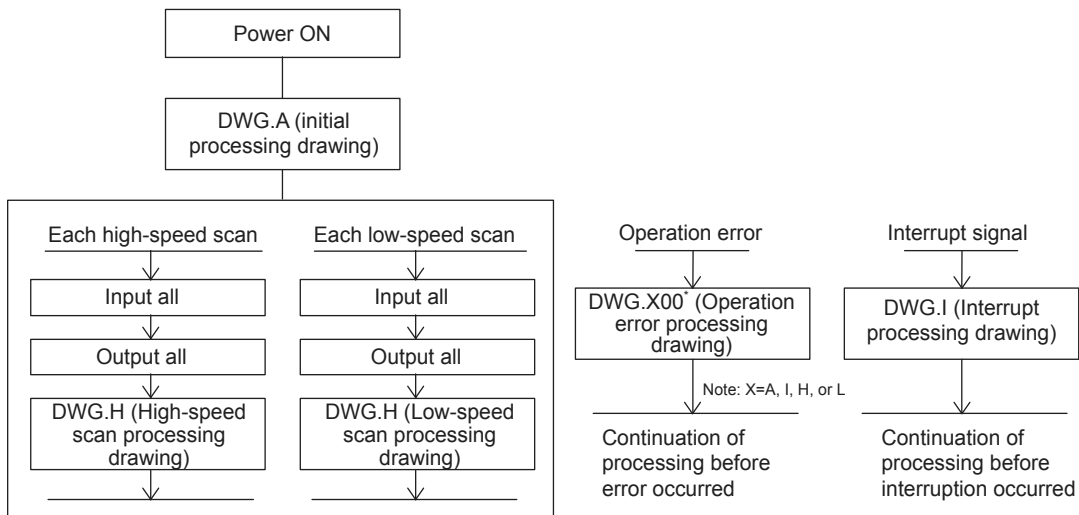 Power ON
DWG.A (initial
processing drawing)
Each high-speed scan
Input all
Output all
DWG.H (High-speed
scan processing
drawing)
Each low-speed scan
Input all
Output all
DWG.H (Low-speed
scan processing
drawing)
Operation error
DWG.X00* (Operation
error processing
drawing)
Note: X=A, I, H, or L
Continuation of
processing before
error occurred
Interrupt signal
DWG.I (Interrupt
processing drawing)
Continuation of
processing before
interruption occurred